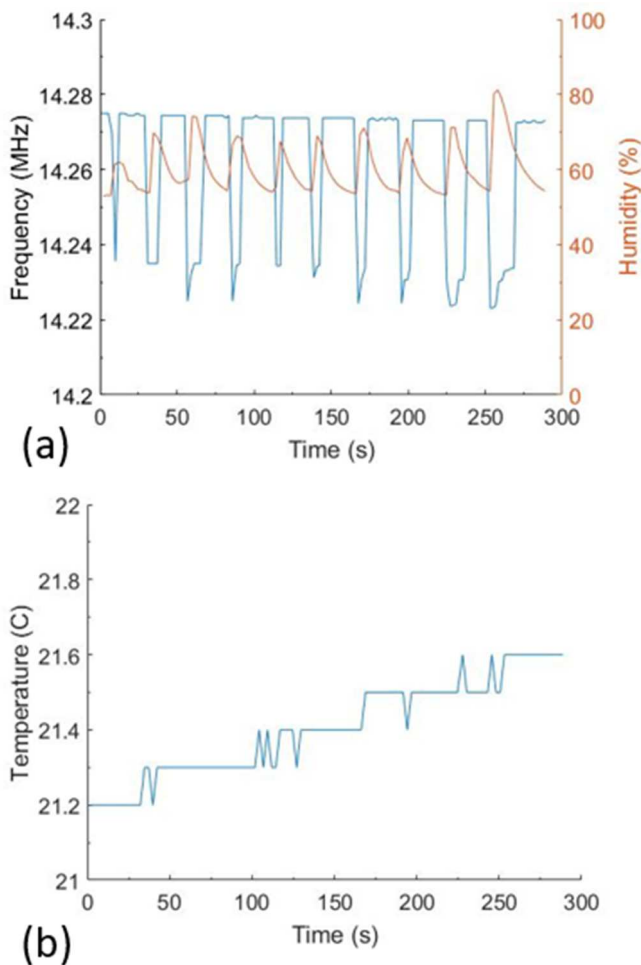 14.3
14.28
14.26
14.24
14.22
14.2
Frequency (MHz)
100
80
60
40
20
0
Humidity (%)
0 50 100 150 200 250 300
Time (s)
(a)
22
21.8
21.6
21.4
21.2
21
Temperature (C)
0 50 100 150 200 250 300
Time (s)
(b)